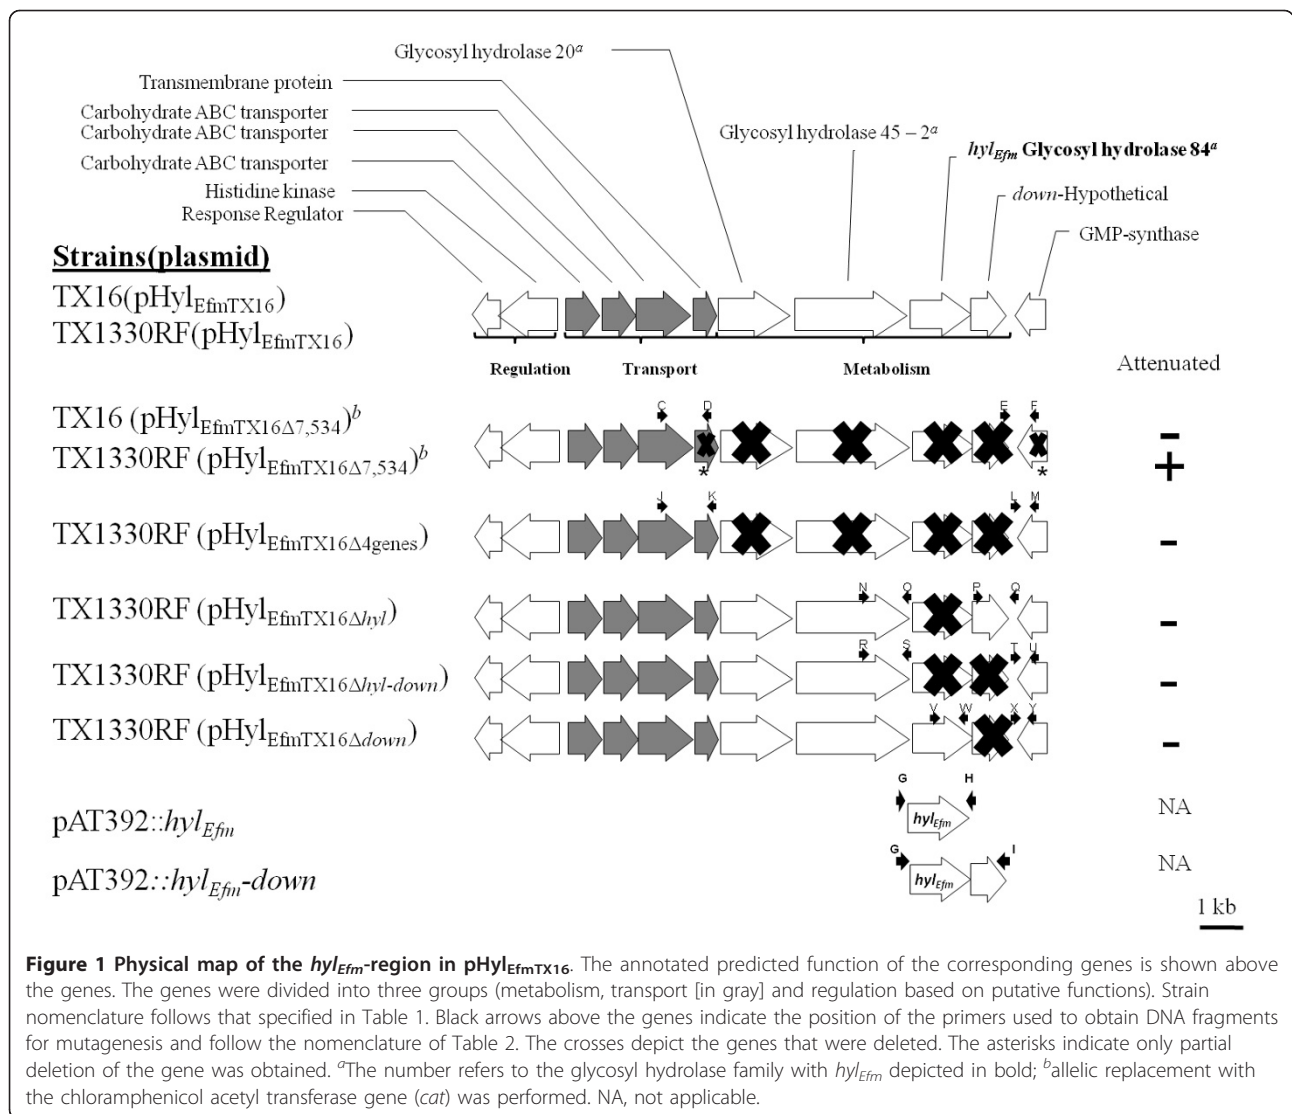 Glycosyl hydrolase 20a
Transmembrane protein
Carbohydrate ABC transporter
Carbohydrate ABC transporter
Carbohydrate ABC transporter
Histidine kinase
Response Regulator
Glycosyl hydrolase 45 – 2a
hylEfm Glycosyl hydrolase 84a
down-Hypothetical
GMP-synthase
Strains(plasmid)
TX16(pHylEfmTX16)
TX1330RF(pHylEfmTX16)
Regulation Transport Metabolism
Attenuated
C D E F
TX16 (pHylEfmTX16Δ7,534)b -
TX1330RF (pHylEfmTX16Δ7,534)b +
* *
J K L M
TX1330RF (pHylEfmTX16Δ4genes) -
N O P Q
TX1330RF (pHylEfmTX16Δhyl) -
R S T U
TX1330RF (pHylEfmTX16Δhyl-down) -
V W X Y
TX1330RF (pHylEfmTX16Δdown) -
G H
pAT392::hylEfm hylEfm NA
G I
pAT392::hylEfm-down hylEfm NA
1 kb
Figure 1 Physical map of the hylEfm-region in pHylEfmTX16. The annotated predicted function of the corresponding genes is shown above
the genes. The genes were divided into three groups (metabolism, transport [in gray] and regulation based on putative functions). Strain
nomenclature follows that specified in Table 1. Black arrows above the genes indicate the position of the primers used to obtain DNA fragments
for mutagenesis and follow the nomenclature of Table 2. The crosses depict the genes that were deleted. The asterisks indicate only partial
deletion of the gene was obtained. aThe number refers to the glycosyl hydrolase family with hylEfm depicted in bold; ballelic replacement with
the chloramphenicol acetyl transferase gene (cat) was performed. NA, not applicable.